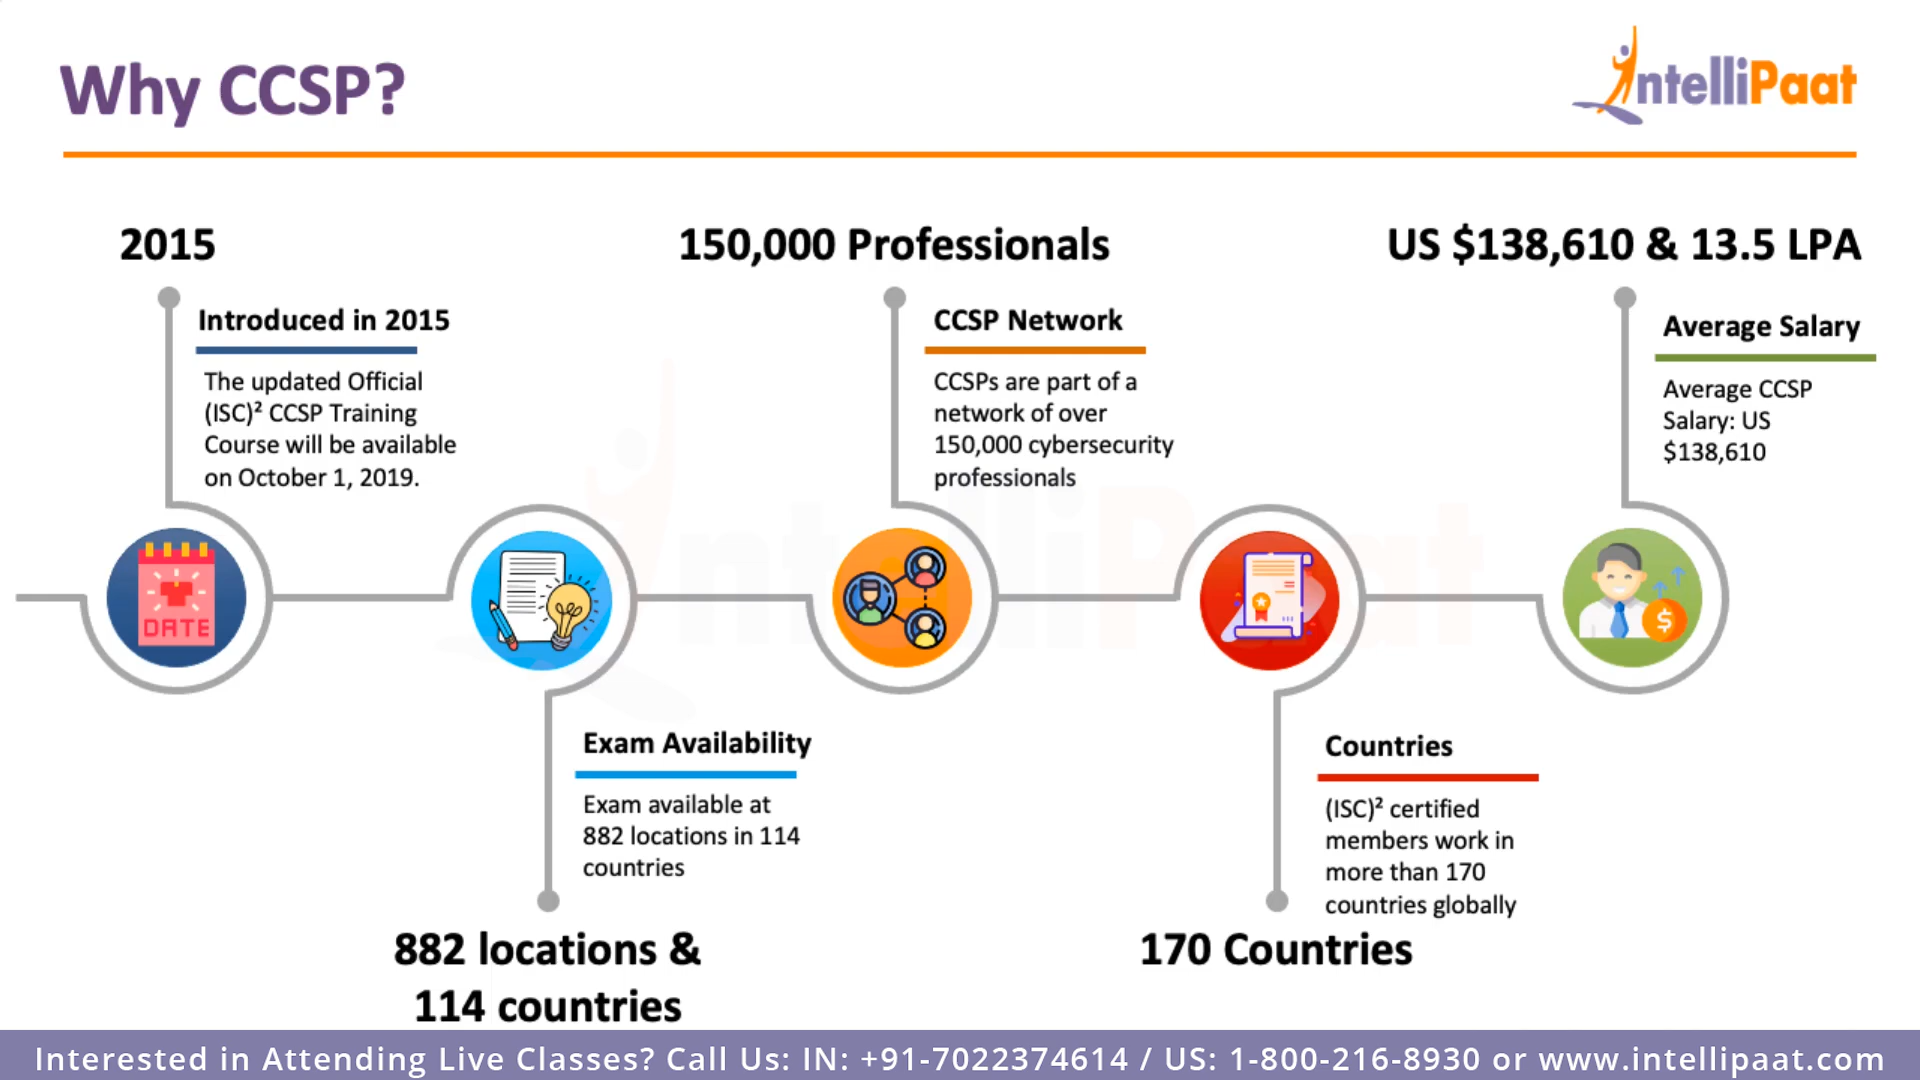 Why CCSP?
IntelliPaat
2015
Introduced in 2015
The updated Official
(ISC)² CCSP Training
Course will be available
on October 1, 2019.
DATE
Exam Availability
Exam available at
882 locations in 114
countries
882 locations &
114 countries
150,000 Professionals
CCSP Network
CCSPs are part of a
network of over
150,000 cybersecurity
professionals
Countries
(ISC)² certified
members work in
more than 170
countries globally
170 Countries
US $138,610 & 13.5 LPA
Average Salary
Average CCSP
Salary: US
$138,610
$
IntelliPaat
Interested in Attending Live Classes? Call Us: IN: +91-7022374614 / US: 1-800-216-8930 or www.intellipaat.com